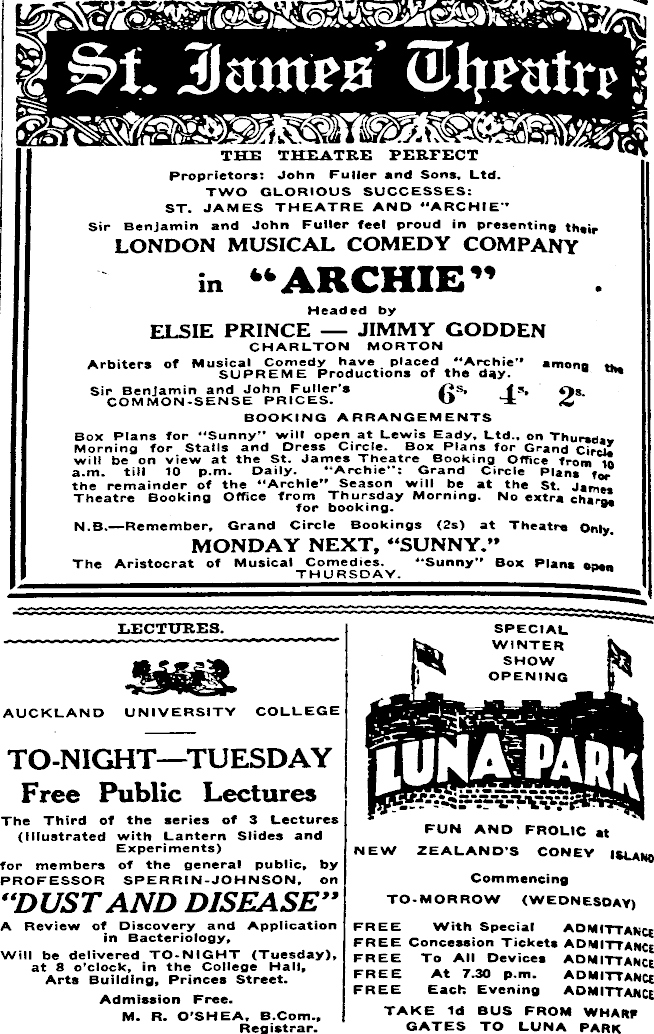 St. James' Theatre
THE THEATRE PERFECT
Proprietors: John Fuller and Sons, Ltd.
TWO GLORIOUS SUCCESSES:
ST. JAMES THEATRE AND "ARCHIE"
Sir Benjamin and John Fuller feel proud in presenting their
LONDON MUSICAL COMEDY COMPANY
in "ARCHIE"
Headed by
ELSIE PRINCE — JIMMY GODDEN
CHARLTON MORTON
Arbiters of Musical Comedy have placed "Archie" among the
SUPREME Productions of the day.
Sir Benjamin and John Fuller's
COMMON-SENSE PRICES.
6s. 4s. 2s.
BOOKING ARRANGEMENTS
Box Plans for "Sunny" will open at Lewis Eady, Ltd., on Thursday
Morning for Stalls and Dress Circle. Box Plans for Grand Circle
will be on view at the St. James Theatre Booking Office from 10
a.m. till 10 p.m. Daily. "Archie": Grand Circle Plans for
the remainder of the "Archie" Season will be at the St. James
Theatre Booking Office from Thursday Morning. No extra charge
for booking.
N.B.—Remember, Grand Circle Bookings (2s) at Theatre Only.
MONDAY NEXT, "SUNNY."
The Aristocrat of Musical Comedies. "Sunny" Box Plans open
THURSDAY.
LECTURES.
AUCKLAND UNIVERSITY COLLEGE
TO-NIGHT—TUESDAY
Free Public Lectures
The Third of the series of 3 Lectures
(Illustrated with Lantern Slides and
Experiments)
for members of the general public, by
PROFESSOR SPERRIN-JOHNSON, on
"DUST AND DISEASE"
A Review of Discovery and Application
in Bacteriology,
Will be delivered TO-NIGHT (Tuesday),
at 8 o'clock, in the College Hall,
Arts Building, Princes Street.
Admission Free.
M. R. O'SHEA, B.Com.,
Registrar.
SPECIAL
WINTER
SHOW
OPENING
LUNA PARK
FUN AND FROLIC at
NEW ZEALAND'S CONEY ISLAND
Commencing
TO-MORROW (WEDNESDAY)
FREE With Special ADMITTANCE
FREE Concession Tickets ADMITTANCE
FREE To All Devices ADMITTANCE
FREE At 7.30 p.m. ADMITTANCE
FREE Each Evening ADMITTANCE
TAKE 1d BUS FROM WHARF
GATES TO LUNA PARK